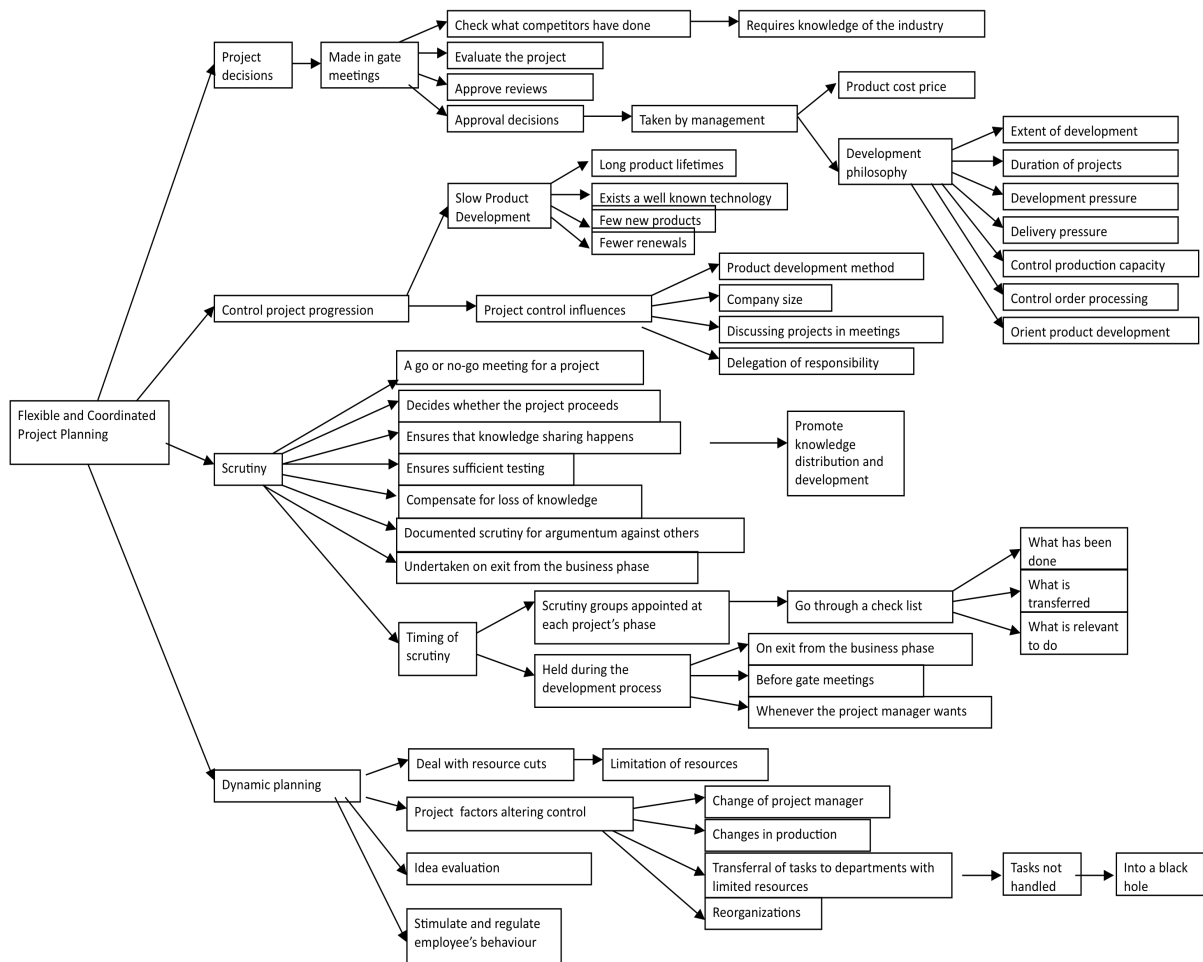 Project
decisions
Made in gate
meetings
Check what competitors have done
Requires knowledge of the industry
Evaluate the project
Approve reviews
Approval decisions
Taken by management
Product cost price
Development
philosophy
Extent of development
Duration of projects
Development pressure
Delivery pressure
Control production capacity
Control order processing
Orient product development
Slow Product
Development
Long product lifetimes
Exists a well known technology
Few new products
Fewer renewals
Control project progression
Project control influences
Product development method
Company size
Discussing projects in meetings
Delegation of responsibility
Flexible and Coordinated
Project Planning
Scrutiny
A go or no-go meeting for a project
Decides whether the project proceeds
Ensures that knowledge sharing happens
Ensures sufficient testing
Compensate for loss of knowledge
Documented scrutiny for argumentum against others
Undertaken on exit from the business phase
Promote
knowledge
distribution and
development
Timing of
scrutiny
Scrutiny groups appointed at
each project's phase
Go through a check list
What has been
done
What is
transferred
What is relevant
to do
Held during the
development process
On exit from the business phase
Before gate meetings
Whenever the project manager wants
Dynamic planning
Deal with resource cuts
Limitation of resources
Project factors altering control
Change of project manager
Changes in production
Transferral of tasks to departments with
limited resources
Tasks not
handled
Into a black
hole
Reorganizations
Idea evaluation
Stimulate and regulate
employee's behaviour